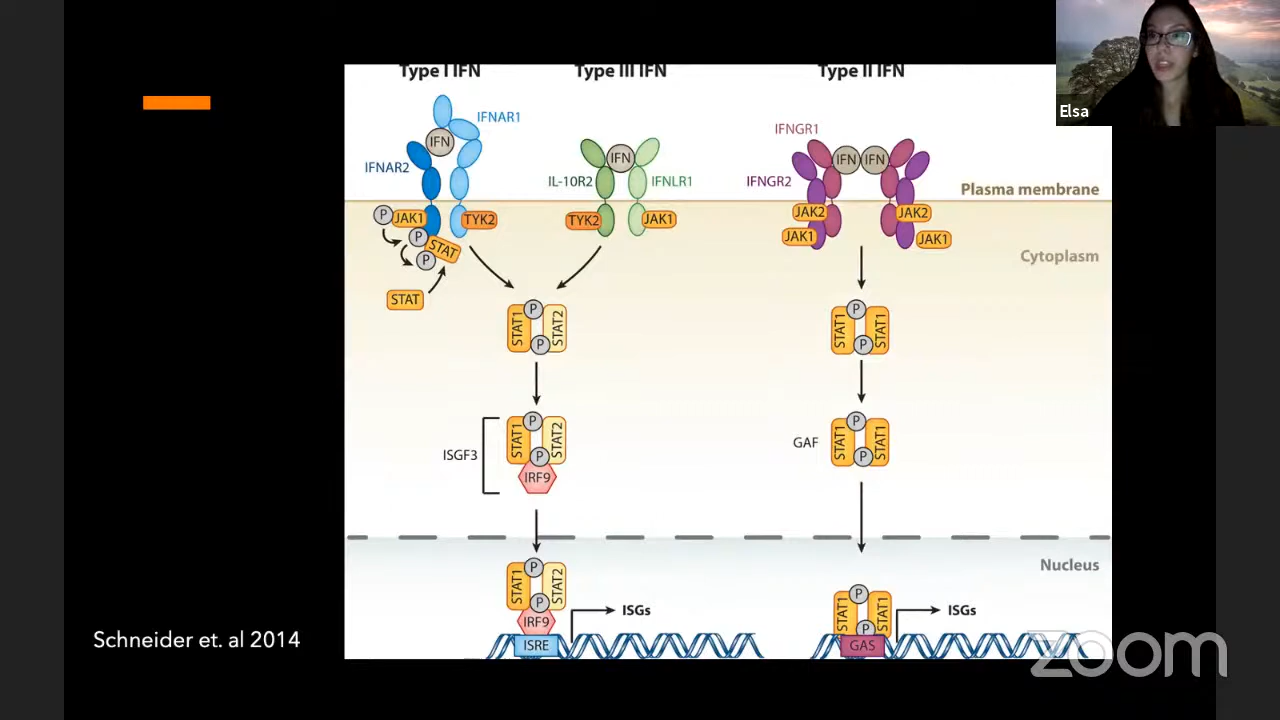 Type I IFN
Type III IFN
Type II IFN
Elsa
IFNAR1
IFN
IFNAR2
IL-10R2
IFN
IFNLR1
IFNGR1
IFN IFN
IFNGR2
Plasma membrane
P JAK1
TYK2
P
STAT
P
STAT
TYK2
JAK1
JAK2
JAK2
JAK1
JAK1
Cytoplasm
P
STAT1
STAT2
P
P
STAT1
STAT1
P
ISGF3
P
STAT1
STAT2
P
IRF9
GAF
P
STAT1
STAT1
P
Nucleus
P
STAT1
STAT2
P
IRF9
ISRE
ISGs
P
STAT1
STAT1
P
GAS
ISGs
Schneider et. al 2014
zoom